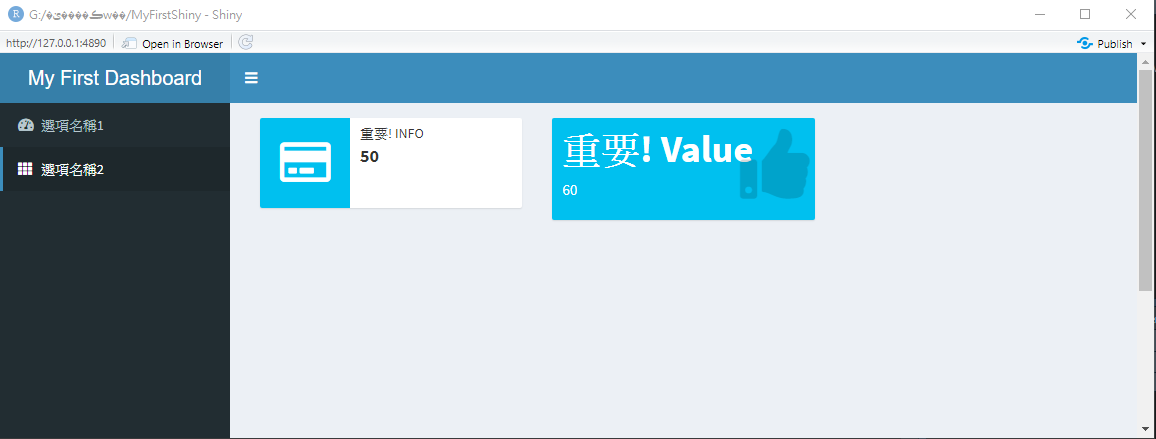 /MyFirstShiny - Shiny
http://127.0.0.1:4890
Open in Browser
Publish
My First Dashboard
選項名稱1
選項名稱2
重要! INFO
50
重要! Value
60